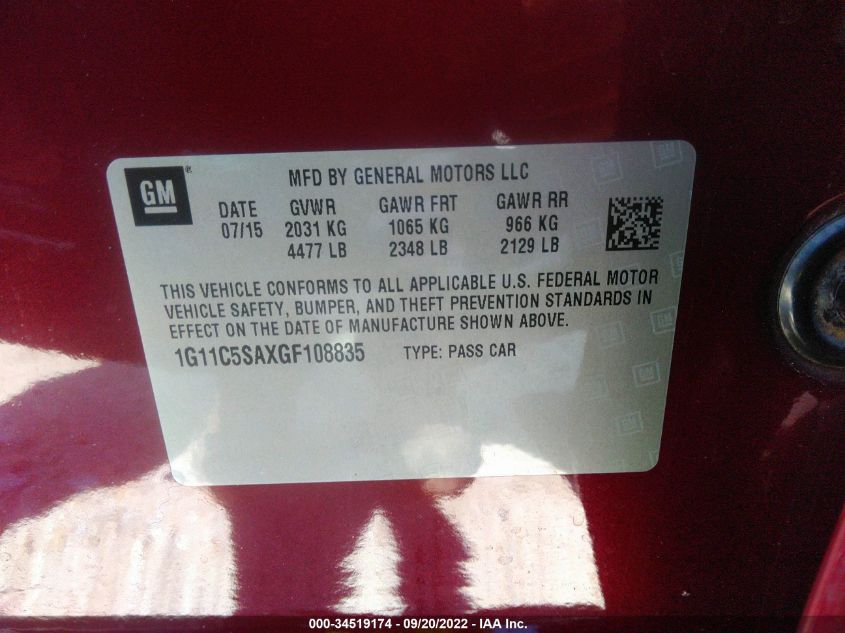 GM
MFD BY GENERAL MOTORS LLC
DATE GVWR GAWR FRT GAWR RR
07/15 2031 KG 1065 KG 966 KG
4477 LB 2348 LB 2129 LB
THIS VEHICLE CONFORMS TO ALL APPLICABLE U.S. FEDERAL MOTOR
VEHICLE SAFETY, BUMPER, AND THEFT PREVENTION STANDARDS IN
EFFECT ON THE DATE OF MANUFACTURE SHOWN ABOVE.
1G11C5SAXGF108835 TYPE: PASS CAR
000-34519174 - 09/20/2022 - IAA Inc.